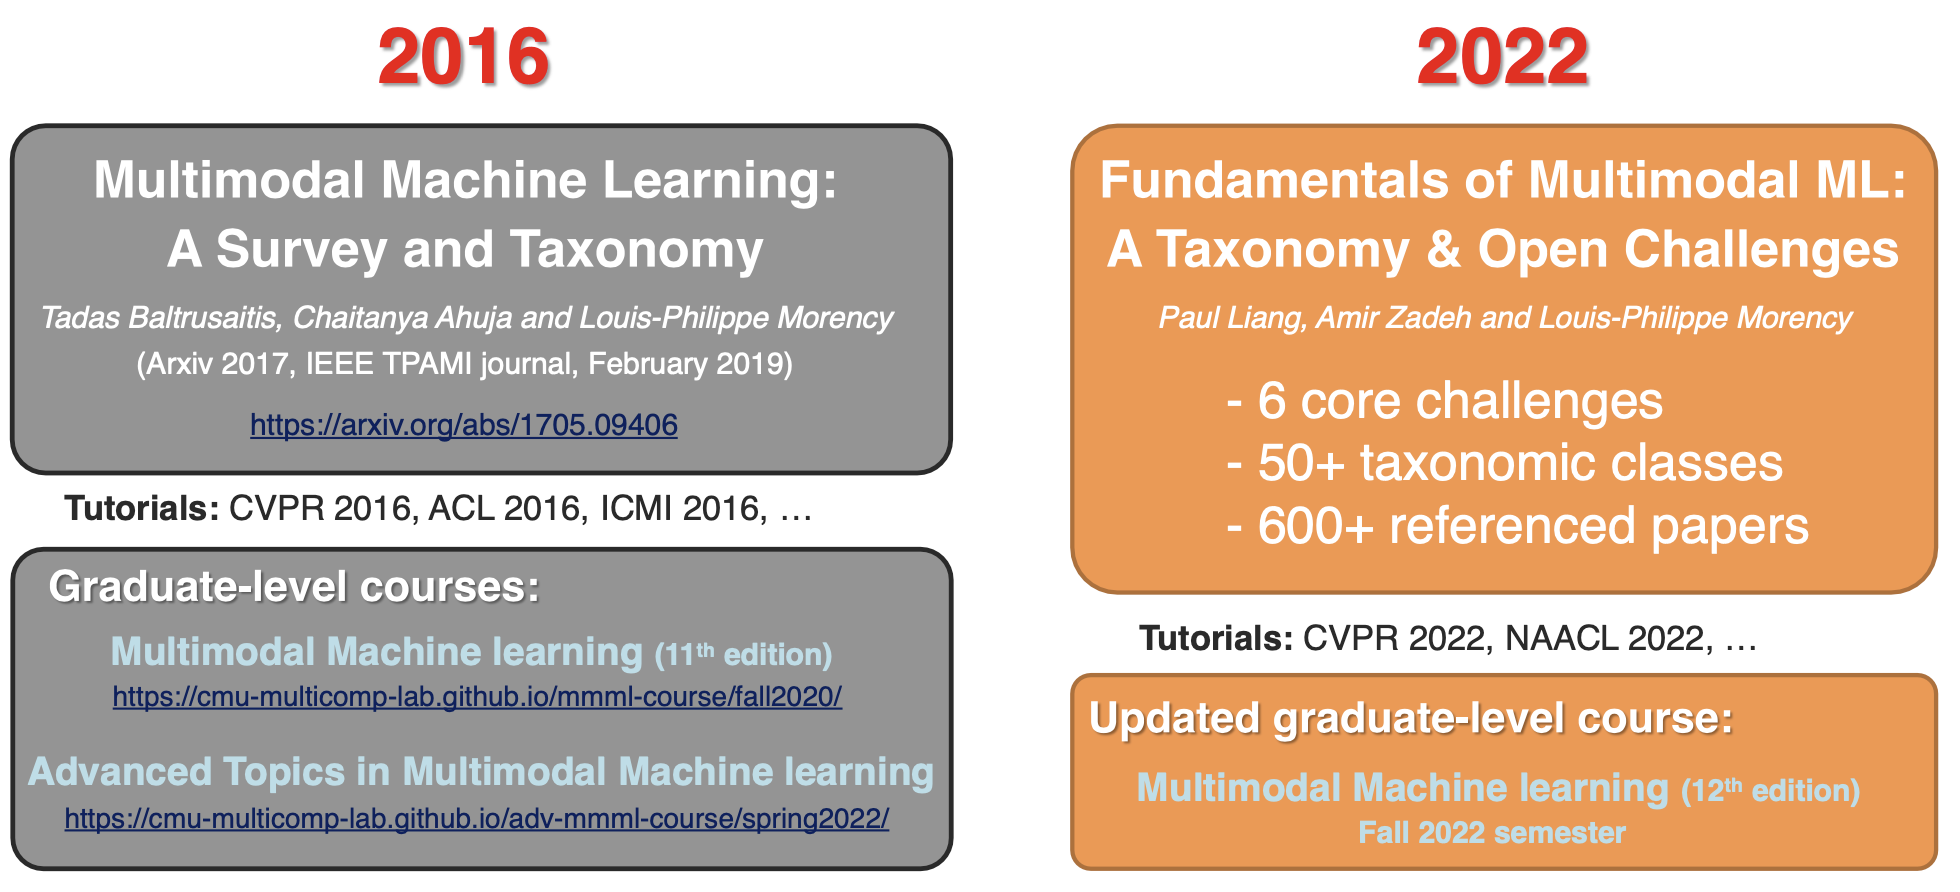 2016
Multimodal Machine Learning:
A Survey and Taxonomy
Tadas Baltrusaitis, Chaitanya Ahuja and Louis-Philippe Morency
(Arxiv 2017, IEEE TPAMI journal, February 2019)
https://arxiv.org/abs/1705.09406
Tutorials: CVPR 2016, ACL 2016, ICMI 2016, …
Graduate-level courses:
Multimodal Machine learning (11th edition)
https://cmu-multicomp-lab.github.io/mmml-course/fall2020/
Advanced Topics in Multimodal Machine learning
https://cmu-multicomp-lab.github.io/adv-mmml-course/spring2022/
2022
Fundamentals of Multimodal ML:
A Taxonomy & Open Challenges
Paul Liang, Amir Zadeh and Louis-Philippe Morency
- 6 core challenges
- 50+ taxonomic classes
- 600+ referenced papers
Tutorials: CVPR 2022, NAACL 2022, …
Updated graduate-level course:
Multimodal Machine learning (12th edition)
Fall 2022 semester